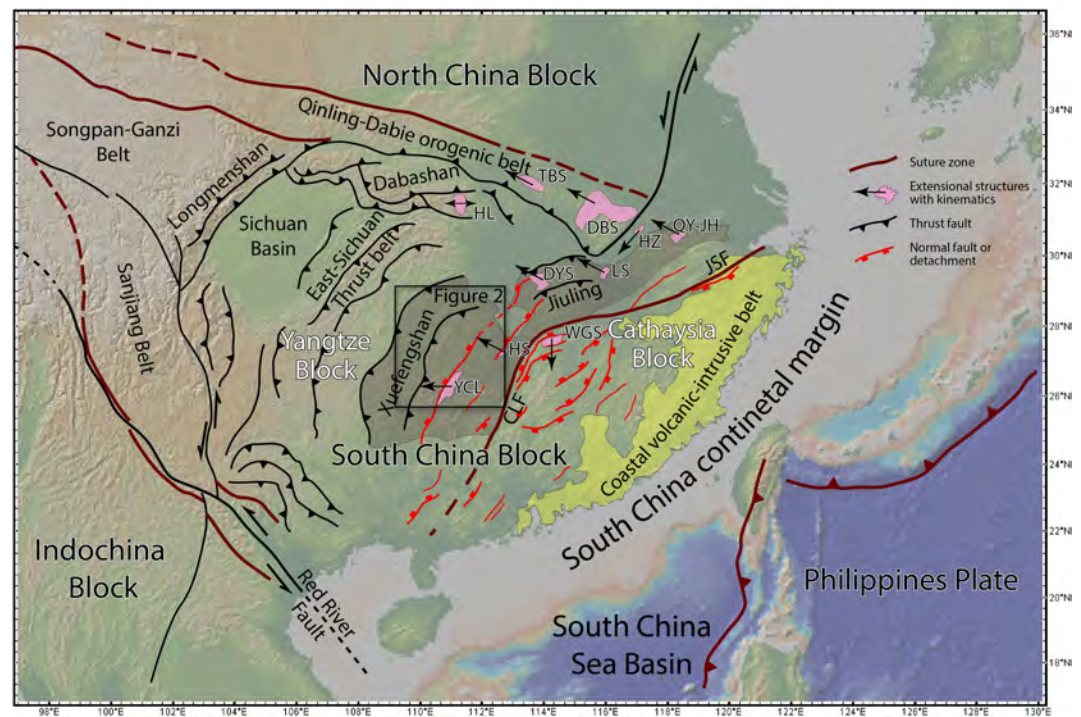 North China Block
Qinling-Dabie orogenic belt
Songpan-Ganzi
Belt
Longmenshan
Dabashan
TBS
HL
DBS
HZ
QY-JH
Sichuan
Basin
East-Sichuan
Thrust belt
DYS
LS
JSF
Jiuling
Figure 2
Sanjiang Belt
Yangtze
Block
Xuefengshan
HS
WGS
Cathaysia
Block
YCL
CLF
South China Block
Coastal volcanic-intrusive belt
South China continetal margin
Indochina
Block
Red River
Fault
South China
Sea Basin
Philippines Plate
Suture zone
Extensional structures
with kinematics
Thrust fault
Normal fault or
detachment
36°N
34°N
32°N
30°N
28°N
26°N
24°N
22°N
20°N
18°N
98°E
100°E
102°E
104°E
106°E
108°E
110°E
112°E
114°E
116°E
118°E
120°E
122°E
124°E
126°E
128°E
130°E